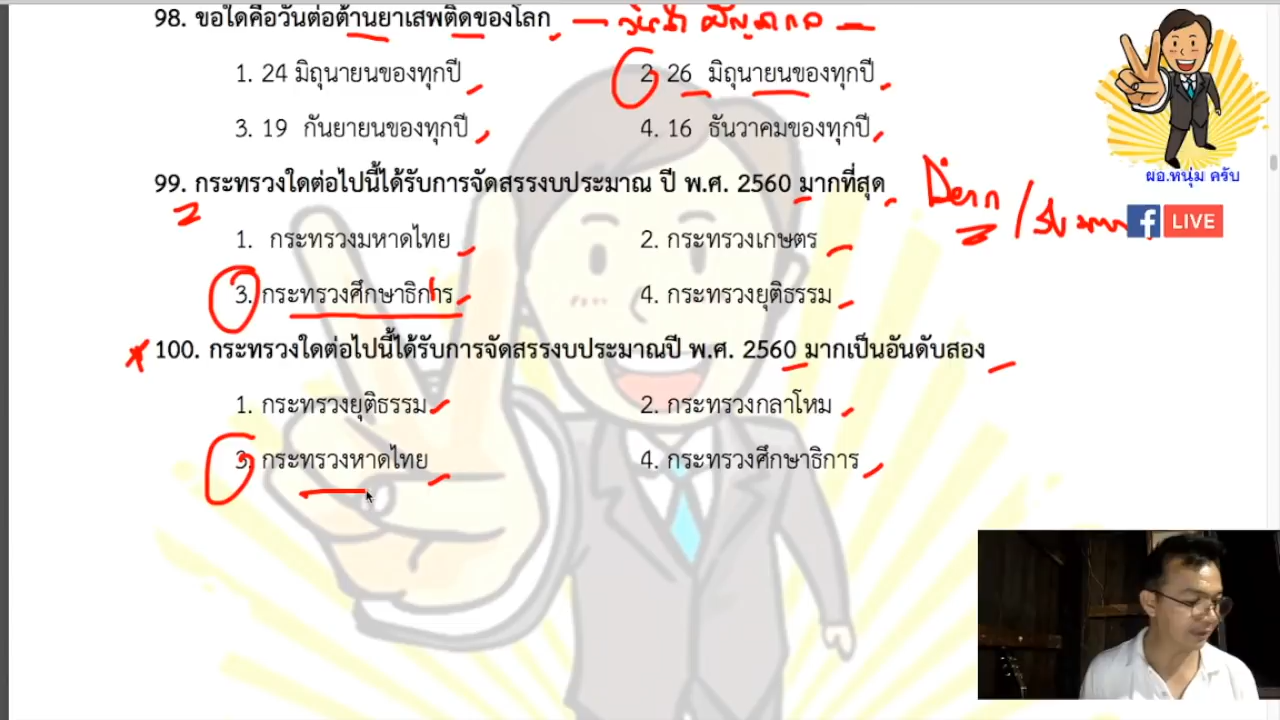 98. ขอใดคือวันต่อต้านยาเสพติดของโลก
1. 24 มิถุนายนของทุกปี
2. 26 มิถุนายนของทุกปี
3. 19 กันยายนของทุกปี
4. 16 ธันวาคมของทุกปี
99. กระทรวงใดต่อไปนี้ได้รับการจัดสรรงบประมาณ ปี พ.ศ. 2560 มากที่สุด
1. กระทรวงมหาดไทย
2. กระทรวงเกษตร
3. กระทรวงศึกษาธิการ
4. กระทรวงยุติธรรม
100. กระทรวงใดต่อไปนี้ได้รับการจัดสรรงบประมาณปี พ.ศ. 2560 มากเป็นอันดับสอง
1. กระทรวงยุติธรรม
2. กระทรวงกลาโหม
3. กระทรวงหาดไทย
4. กระทรวงศึกษาธิการ
ผอ.หนุ่ม ครับ
f LIVE